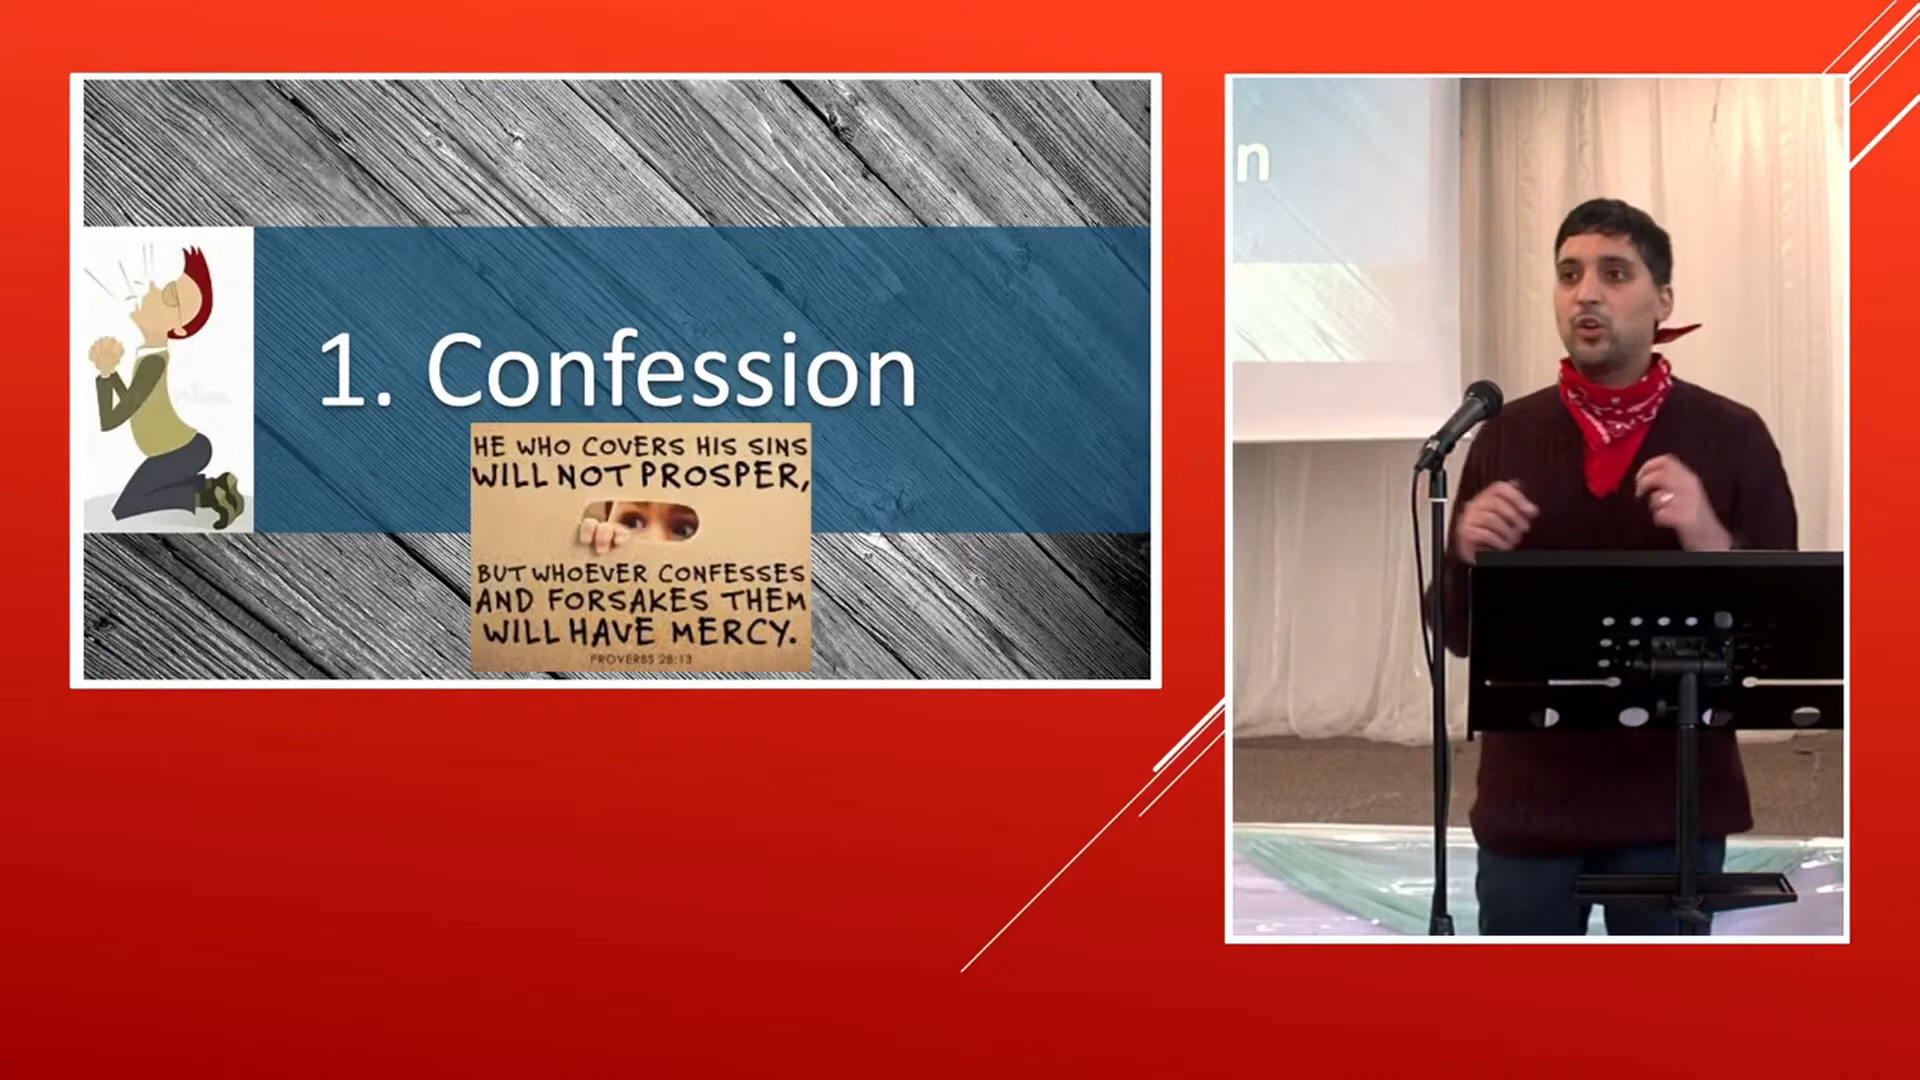 1. Confession
HE WHO COVERS HIS SINS
WILL NOT PROSPER,
BUT WHOEVER CONFESSES
AND FORSAKES THEM
WILL HAVE MERCY.
PROVERBS 28:13
n